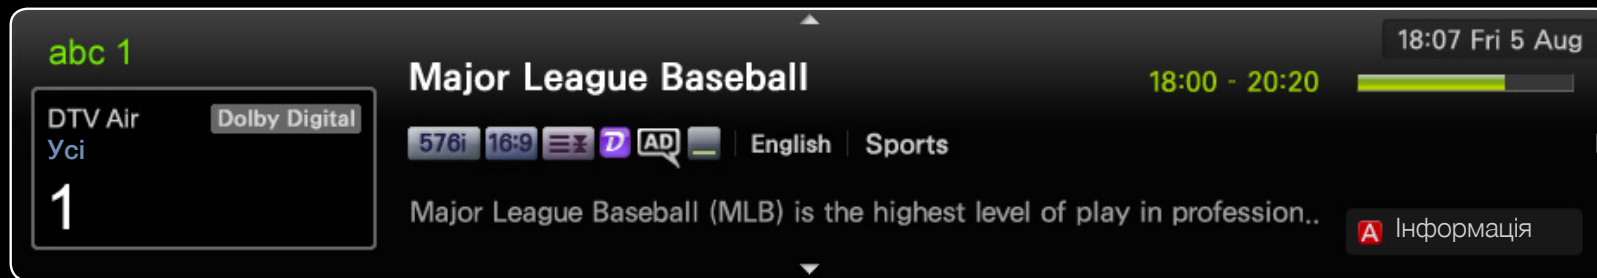 abc 1
18:07 Fri 5 Aug
Major League Baseball
18:00 - 20:20
DTV Air
Dolby Digital
Усі
576i 16:9 D AD English Sports
1
Major League Baseball (MLB) is the highest level of play in profession..
A Інформація